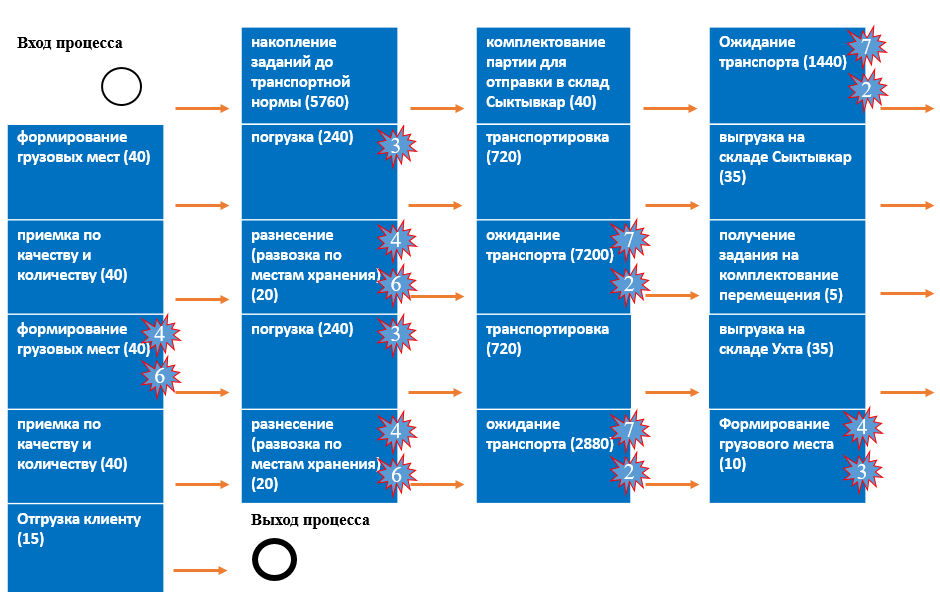 Вход процесса
накопление
заданий до
транспортной
нормы (5760)
комплектование
партии для
отправки в склад
Сыктывкар (40)
Ожидание
транспорта (1440)
7
2
формирование
грузовых мест (40)
погрузка (240)
3
транспортировка
(720)
выгрузка на
складе Сыктывкар
(35)
приемка по
качеству и
количеству (40)
разнесение
(развозка по
местам хранения)
(20)
4
6
ожидание
транспорта (7200)
7
2
получение
задания на
комплектование
перемещения (5)
формирование
грузовых мест (40)
4
6
погрузка (240)
3
транспортировка
(720)
выгрузка на
складе Ухта (35)
приемка по
качеству и
количеству (40)
разнесение
(развозка по
местам хранения)
(20)
4
6
ожидание
транспорта (2880)
7
2
Формирование
грузового места
(10)
4
3
Отгрузка клиенту
(15)
Выход процесса